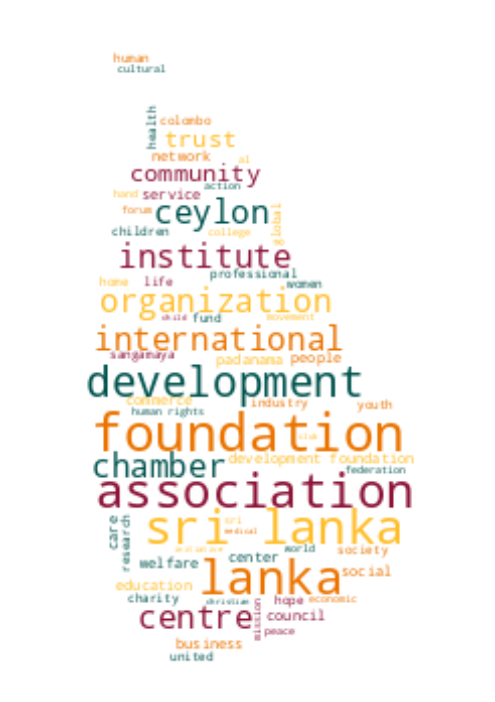 human
cultural
health
colombo
trust
network
al
community
action
hand
service
forum
ceylon
global
children
college
institute
professional
home
life
women
organization
child
fund
movement
international
sangamaya
padanama
people
development
commerce
industry
youth
human rights
foundation
club
chamber
development foundation
federation
association
care
research
sri lanka
sri
medical
initiative
world
society
welfare
center
lanka
social
education
charity
christian
hope
economic
centre
mission
council
peace
business
united